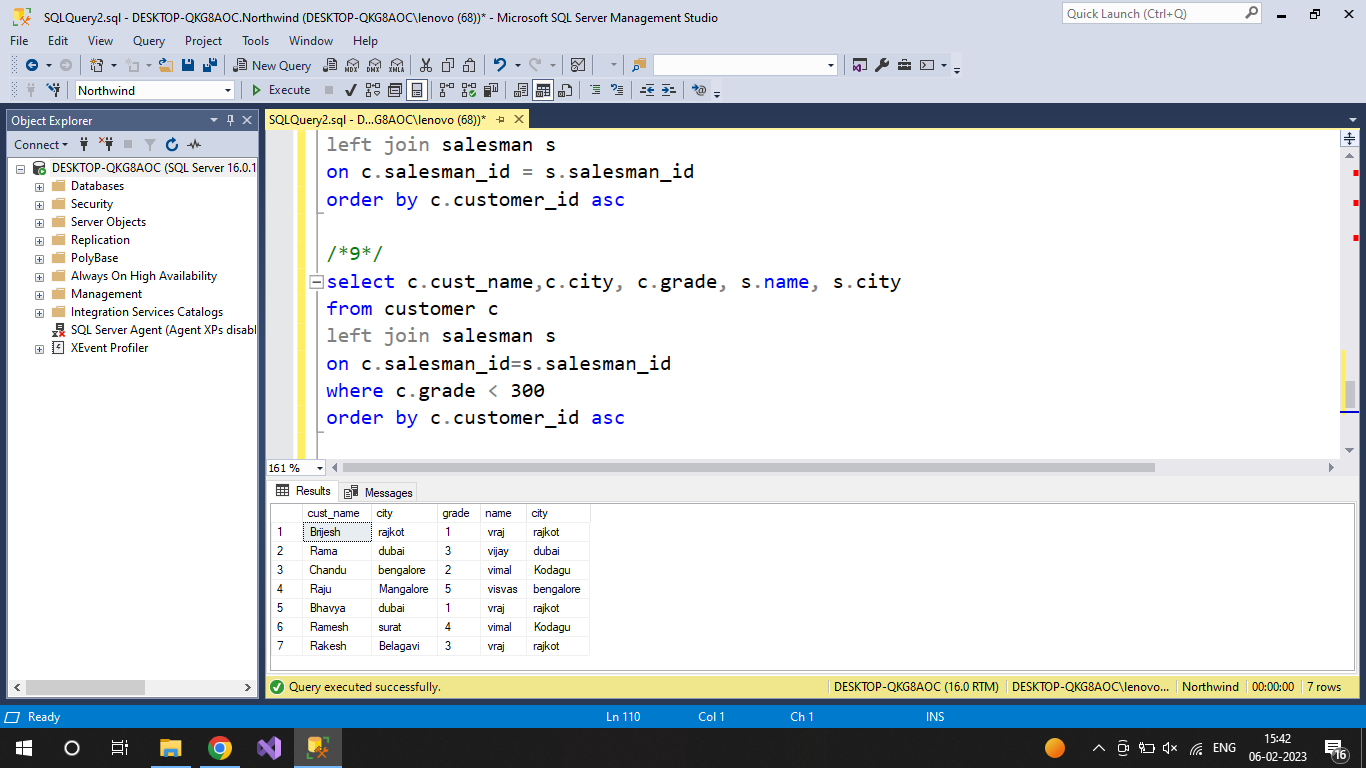 SQLQuery2.sql - DESKTOP-QKG8AOC.Northwind (DESKTOP-QKG8AOC\lenovo (68))* - Microsoft SQL Server Management Studio
Quick Launch (Ctrl+Q)
File Edit View Query Project Tools Window Help
New Query MDX DMX XMLA
Northwind Execute
Object Explorer
SQLQuery2.sql - D...G8AOC\lenovo (68))*
Connect
DESKTOP-QKG8AOC (SQL Server 16.0.1
Databases
Security
Server Objects
Replication
PolyBase
Always On High Availability
Management
Integration Services Catalogs
SQL Server Agent (Agent XPs disabl
XEvent Profiler
left join salesman s
on c.salesman_id = s.salesman_id
order by c.customer_id asc
/*9*/
select c.cust_name,c.city, c.grade, s.name, s.city
from customer c
left join salesman s
on c.salesman_id=s.salesman_id
where c.grade < 300
order by c.customer_id asc
161 %
Results Messages
cust_name city grade name city
1 Brijesh rajkot 1 vraj rajkot
2 Rama dubai 3 vijay dubai
3 Chandu bengalore 2 vimal Kodagu
4 Raju Mangalore 5 visvas bengalore
5 Bhavya dubai 1 vraj rajkot
6 Ramesh surat 4 vimal Kodagu
7 Rakesh Belagavi 3 vraj rajkot
Query executed successfully. DESKTOP-QKG8AOC (16.0 RTM) DESKTOP-QKG8AOC\lenovo... Northwind 00:00:00 7 rows
Ready Ln 110 Col 1 Ch 1 INS
ENG 15:42
06-02-2023 16